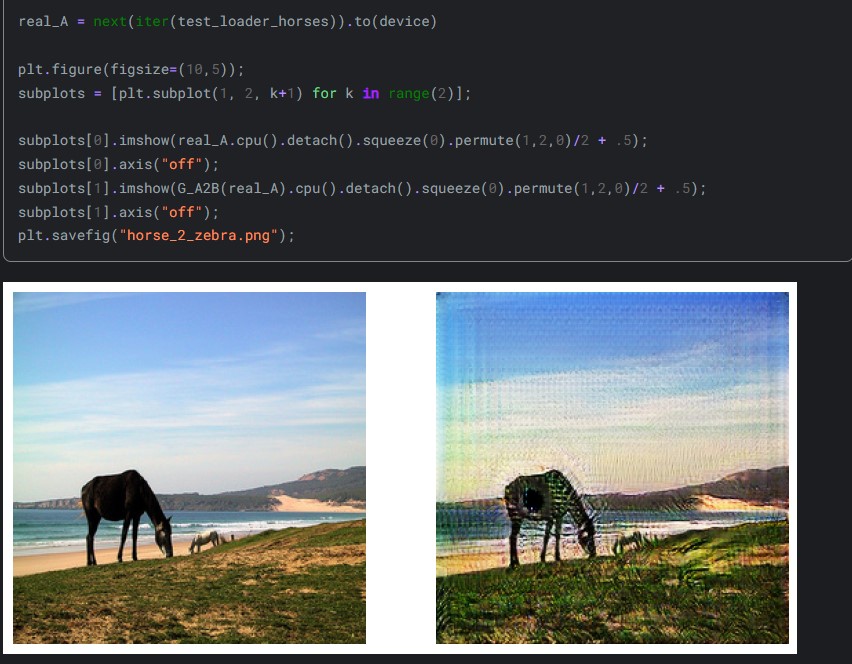 real_A = next(iter(test_loader_horses)).to(device)
plt.figure(figsize=(10,5));
subplots = [plt.subplot(1, 2, k+1) for k in range(2)];
subplots[0].imshow(real_A.cpu().detach().squeeze(0).permute(1,2,0)/2 + .5);
subplots[0].axis("off");
subplots[1].imshow(G_A2B(real_A).cpu().detach().squeeze(0).permute(1,2,0)/2 + .5);
subplots[1].axis("off");
plt.savefig("horse_2_zebra.png");